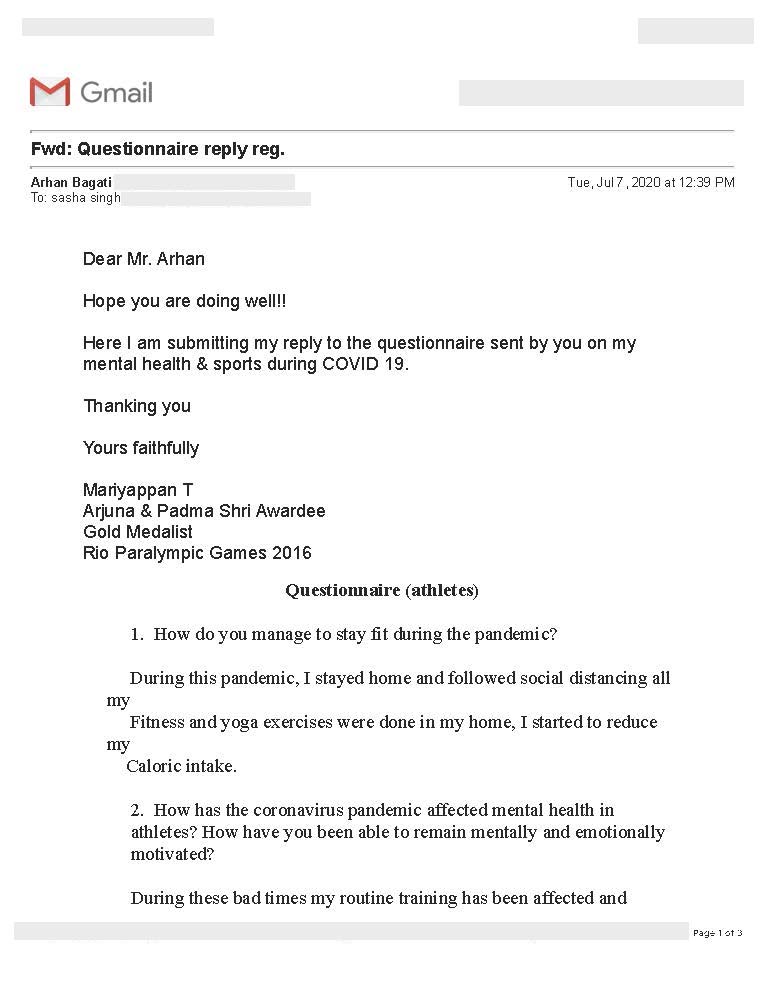 Gmail
Fwd: Questionnaire reply reg.
Arhan Bagati
Tue, Jul 7, 2020 at 12:39 PM
To: sasha singh
Dear Mr. Arhan
Hope you are doing well!!
Here I am submitting my reply to the questionnaire sent by you on my
mental health & sports during COVID 19.
Thanking you
Yours faithfully
Mariyappan T
Arjuna & Padma Shri Awardee
Gold Medalist
Rio Paralympic Games 2016
Questionnaire (athletes)
1. How do you manage to stay fit during the pandemic?
During this pandemic, I stayed home and followed social distancing all
my
Fitness and yoga exercises were done in my home, I started to reduce
my
Caloric intake.
2. How has the coronavirus pandemic affected mental health in
athletes? How have you been able to remain mentally and emotionally
motivated?
During these bad times my routine training has been affected and
Page 1 of 3